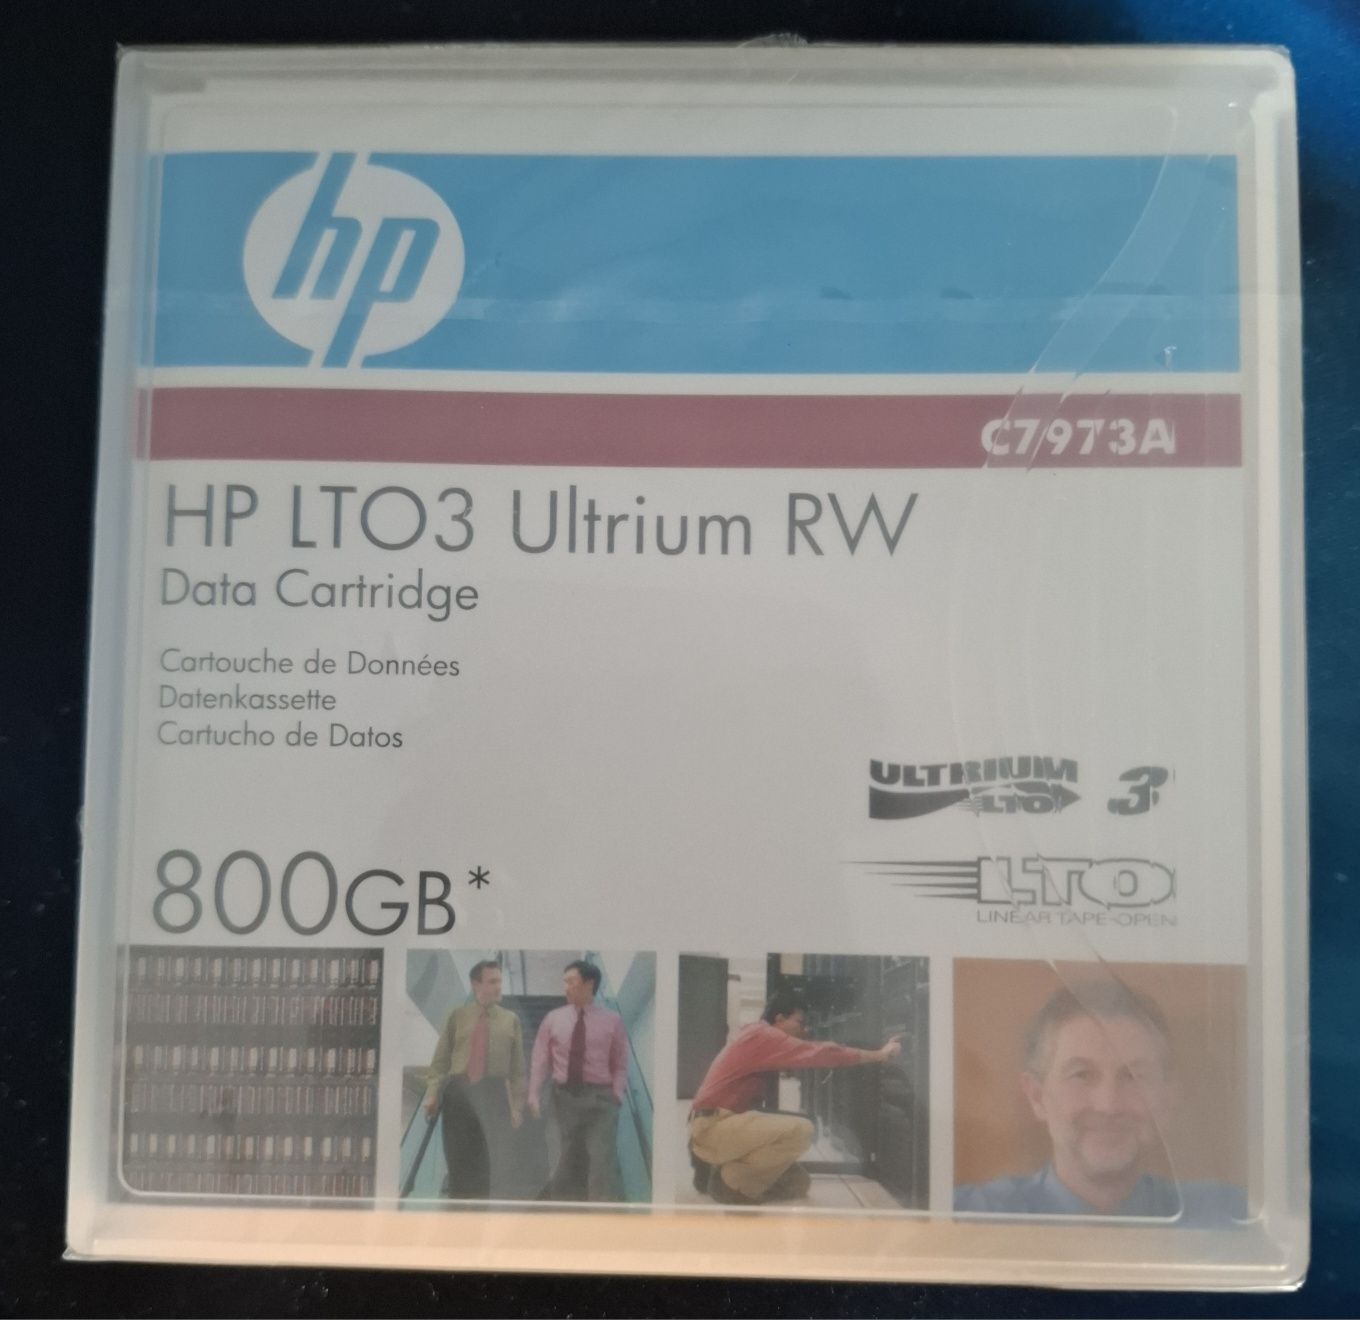 hp
C7973A
HP LTO3 Ultrium RW
Data Cartridge
Cartouche de Données
Datenkassette
Cartucho de Datos
ULTRIUM
LTO 3
800GB*
LTO
LINEAR TAPE-OPEN